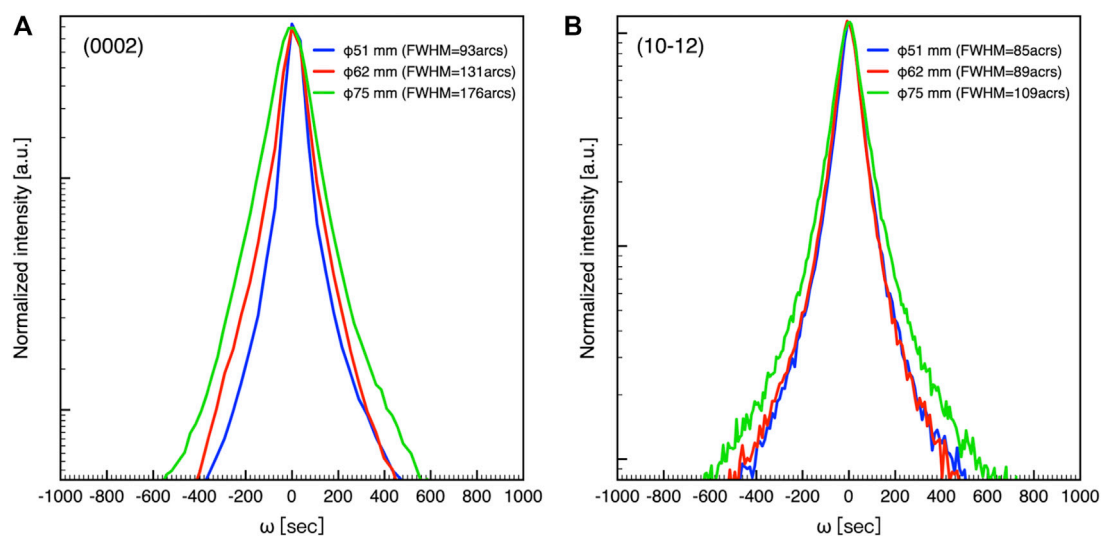 A
(0002)
φ51 mm (FWHM=93arcs)
φ62 mm (FWHM=131arcs)
φ75 mm (FWHM=176arcs)
Normalized intensity [a.u.]
-1000 -800 -600 -400 -200 0 200 400 600 800 1000
ω [sec]
B
(10-12)
φ51 mm (FWHM=85acrs)
φ62 mm (FWHM=89acrs)
φ75 mm (FWHM=109acrs)
Normalized intensity [a.u.]
-1000 -800 -600 -400 -200 0 200 400 600 800 1000
ω [sec]